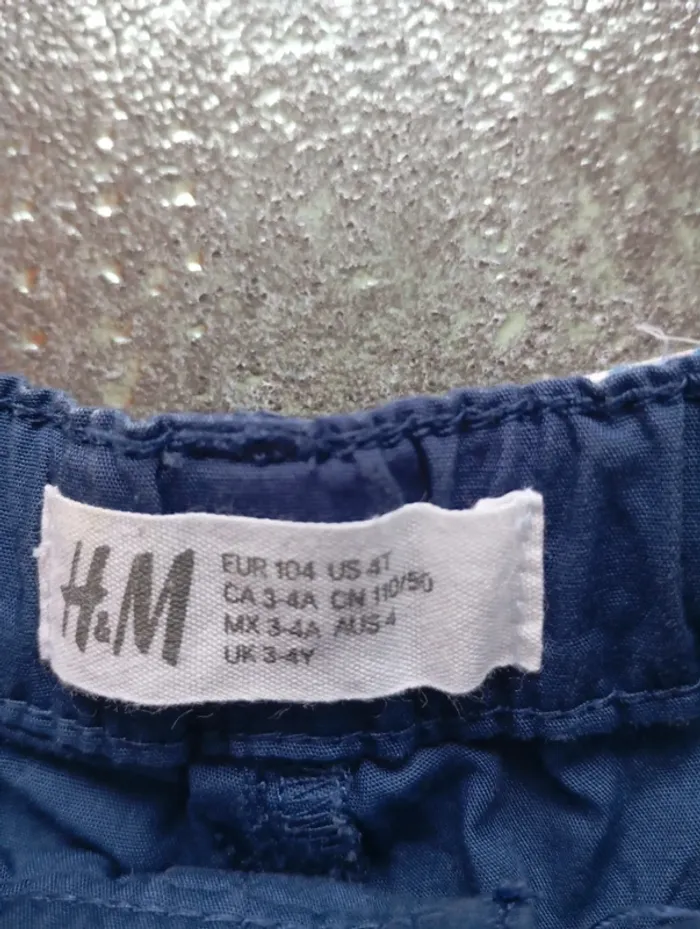 H&M
EUR 104 US 4T
CA 3-4A CN 110/50
MX 3-4A AUS 4
UK 3-4Y